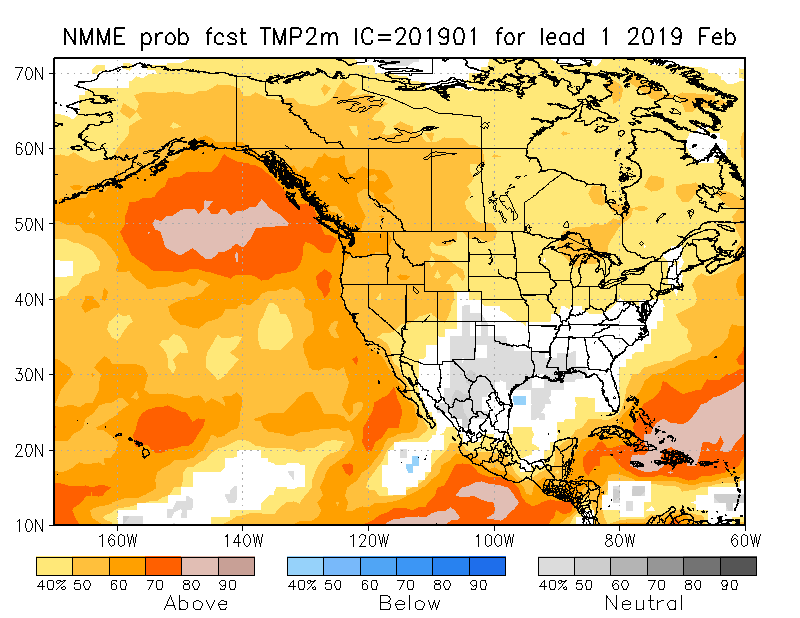 NMME prob fcst TMP2m IC=201901 for lead 1 2019 Feb
70N
60N
50N
40N
30N
20N
10N
160W 140W 120W 100W 80W 60W
40% 50 60 70 80 90 40% 50 60 70 80 90 40% 50 60 70 80 90
Above Below Neutral